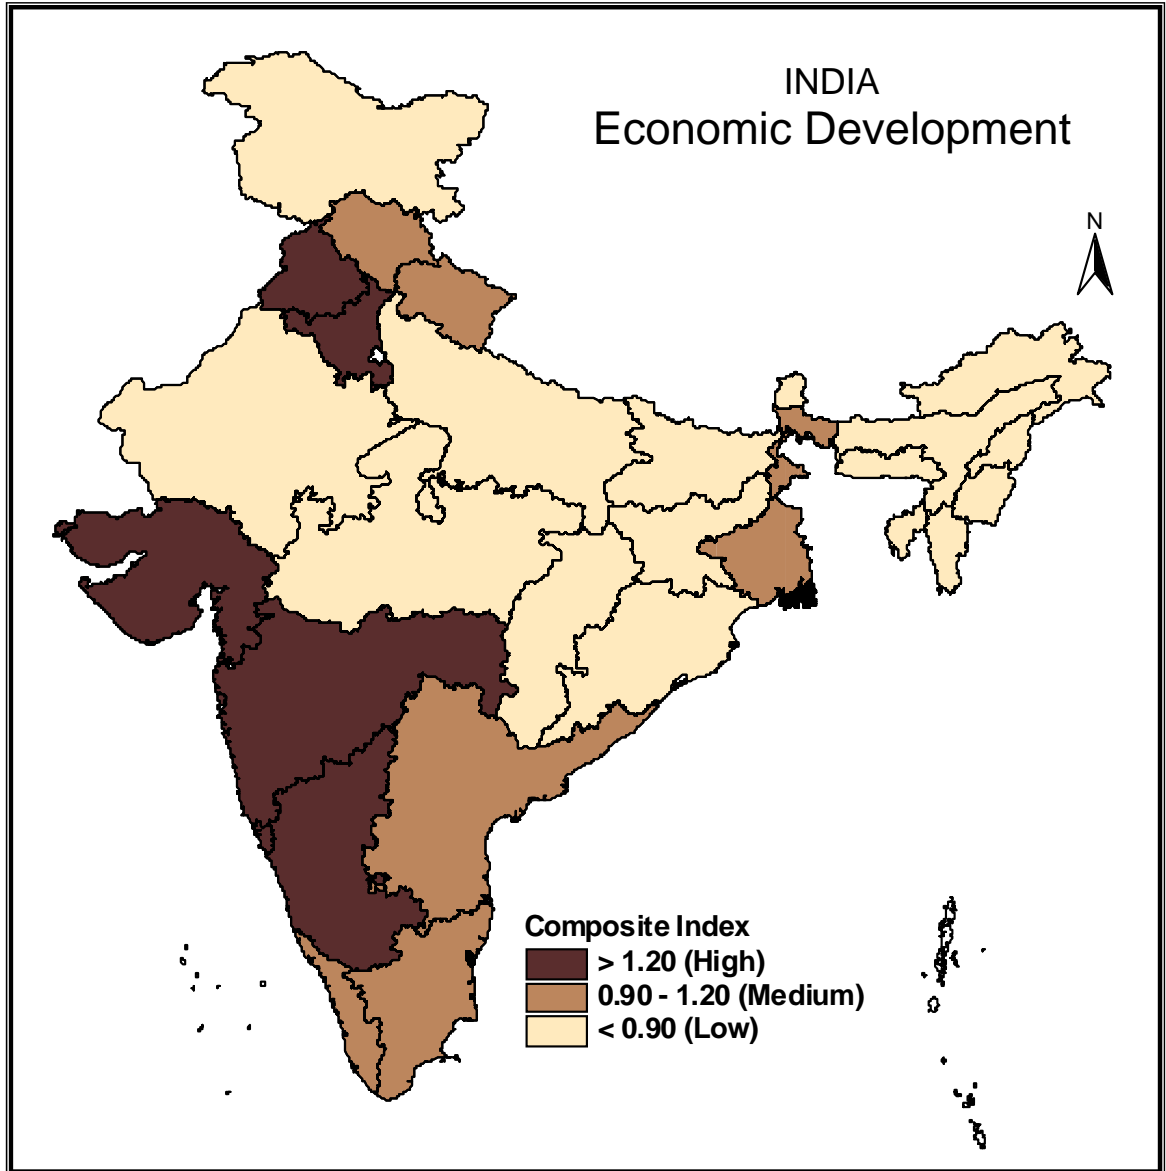 INDIA
Economic Development
N
Composite Index
> 1.20 (High)
0.90 - 1.20 (Medium)
< 0.90 (Low)